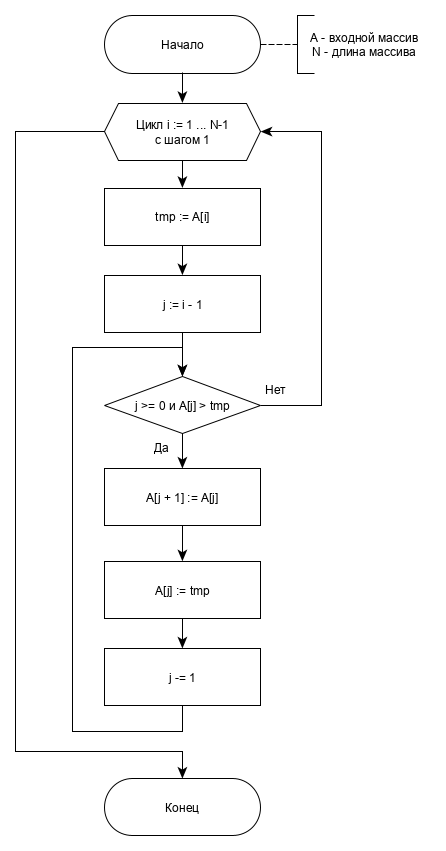 Начало
А - входной массив
N - длина массива
Цикл i := 1 ... N-1
с шагом 1
tmp := A[i]
j := i - 1
j >= 0 и A[j] > tmp
Нет
Да
A[j + 1] := A[j]
A[j] := tmp
j -= 1
Конец